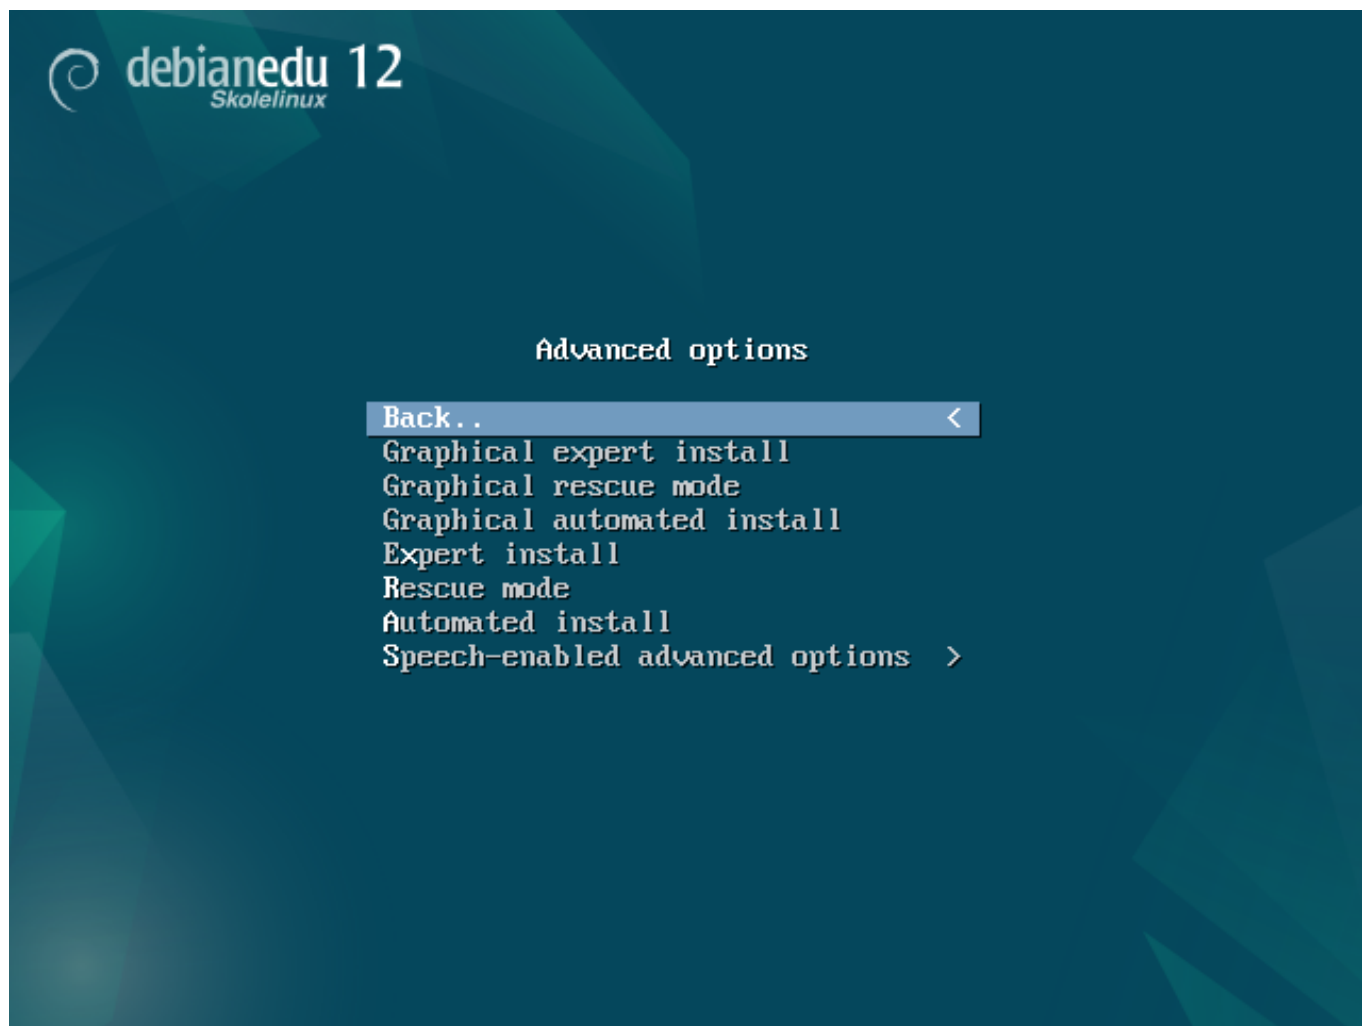 debianedu 12
Skolelinux
Advanced options
Back.. <
Graphical expert install
Graphical rescue mode
Graphical automated install
Expert install
Rescue mode
Automated install
Speech-enabled advanced options >